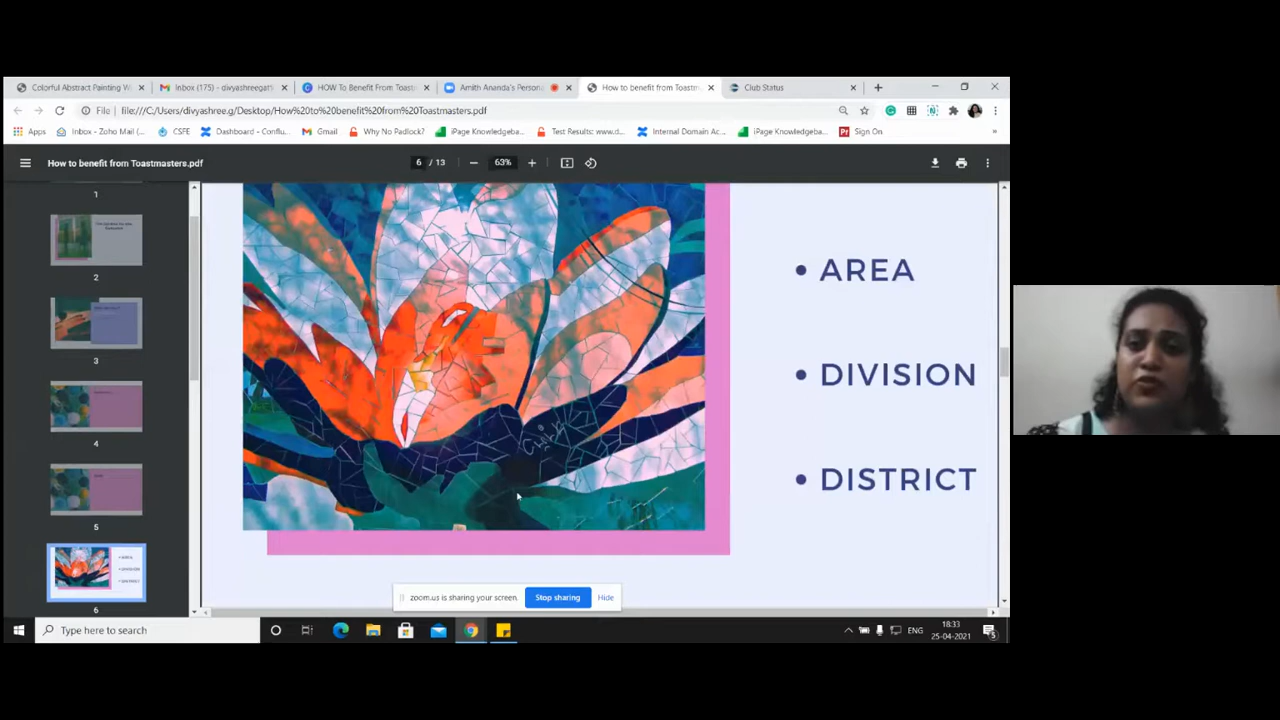 Colorful Abstract Painting W
Inbox (175) - divyashreegat
HOW To Benefit From Toastm
Amith Ananda's Persona
How to benefit from Toastm
Club Status
File
file:///C:/Users/divyashree.g/Desktop/How%20to%20benefit%20from%20Toastmasters.pdf
Apps
Inbox - Zoho Mail (...
CSFE
Dashboard - Conflu...
Gmail
Why No Padlock?
iPage Knowledgeba...
Test Results: www.d...
Internal Domain Ac...
iPage Knowledgeba...
Sign On
How to benefit from Toastmasters.pdf
6 / 13
63%
1
2
3
4
5
6
• AREA
• DIVISION
• DISTRICT
zoom.us is sharing your screen.
Stop sharing
Hide
Type here to search
ENG
18:33
25-04-2021
5